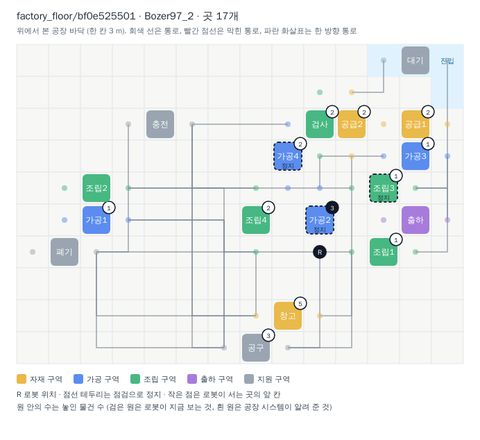 factory_floor/bf0e525501 · Bozer97_2 · 곳 17개
위에서 본 공장 바닥 (한 칸 3 m). 회색 선은 통로, 빨간 점선은 막힌 통로, 파란 화살표는 한 방향 통로
대기
진입
2
2
2
충전
검사
공급2
공급1
2
1
가공4
정지
가공3
1
조립2
조립3
정지
1
2
3
가공1
조립4
가공2
정지
출하
1
폐기
R
조립1
5
창고
3
공구
자재 구역
가공 구역
조립 구역
출하 구역
지원 구역
R 로봇 위치 · 점선 테두리는 점검으로 정지 · 작은 점은 로봇이 서는 곳의 앞 칸
원 안의 수는 놓인 물건 수 (검은 원은 로봇이 지금 보는 것, 흰 원은 공장 시스템이 알려 준 것)